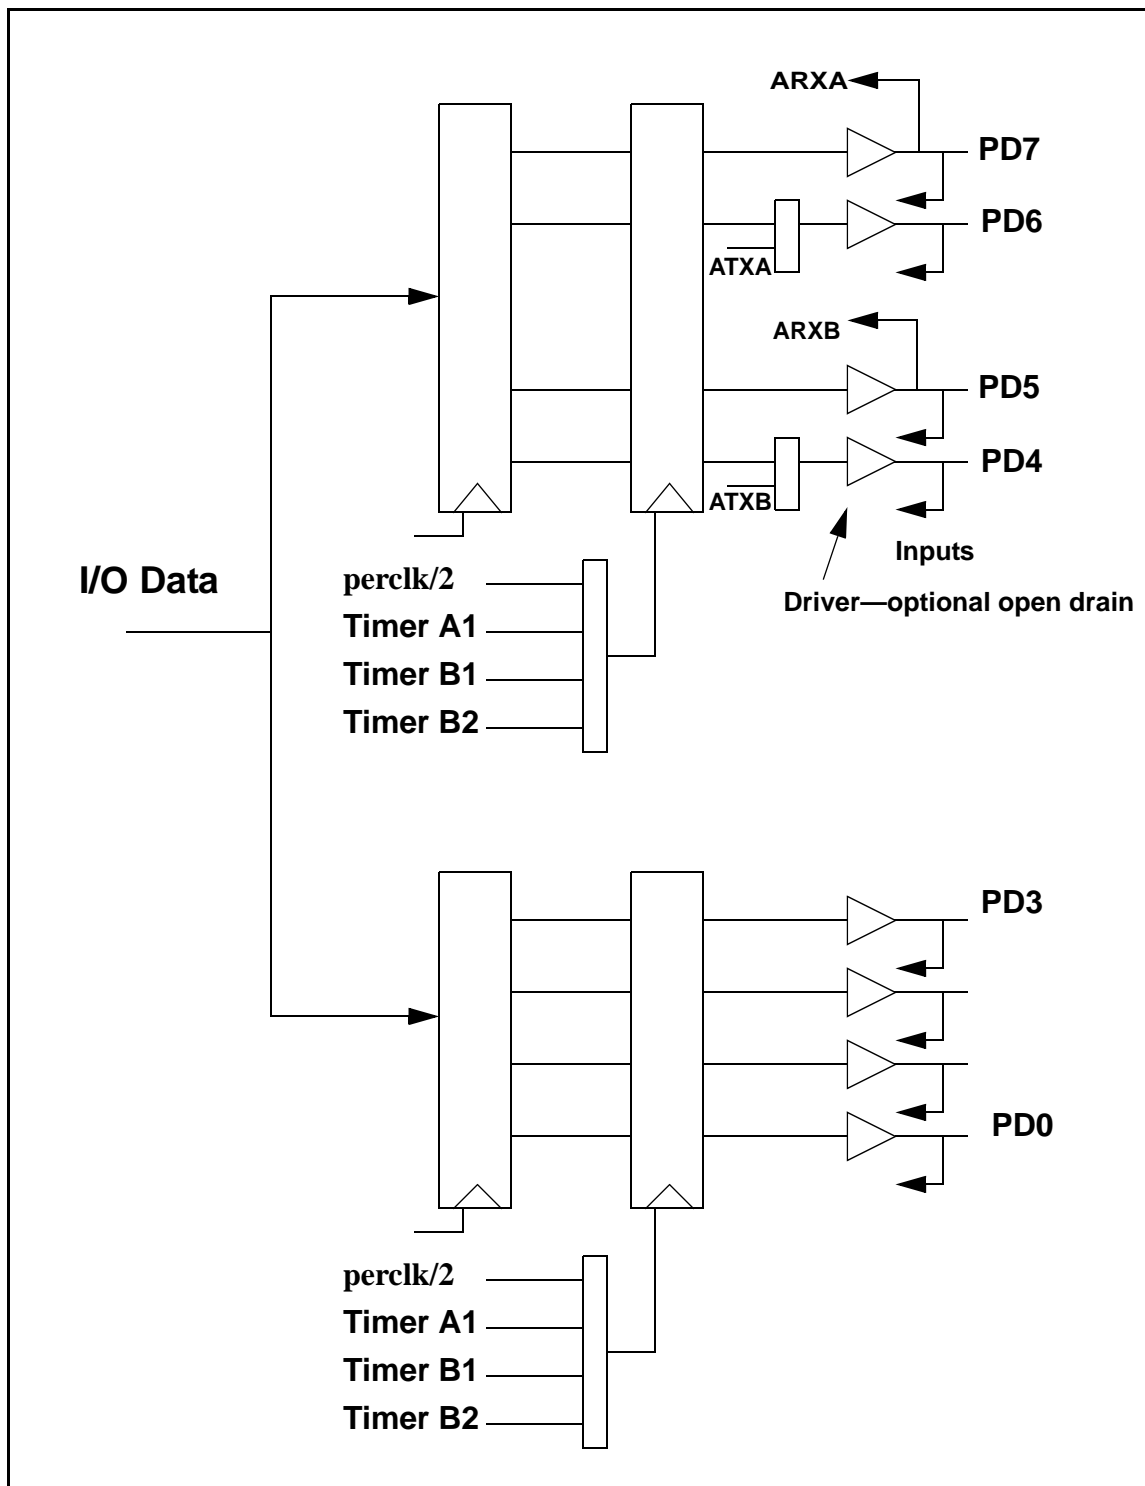 ARXA
PD7
PD6
ATXA
ARXB
PD5
PD4
ATXB
Inputs
I/O Data
perclk/2
Driver—optional open drain
Timer A1
Timer B1
Timer B2
PD3
PD0
perclk/2
Timer A1
Timer B1
Timer B2